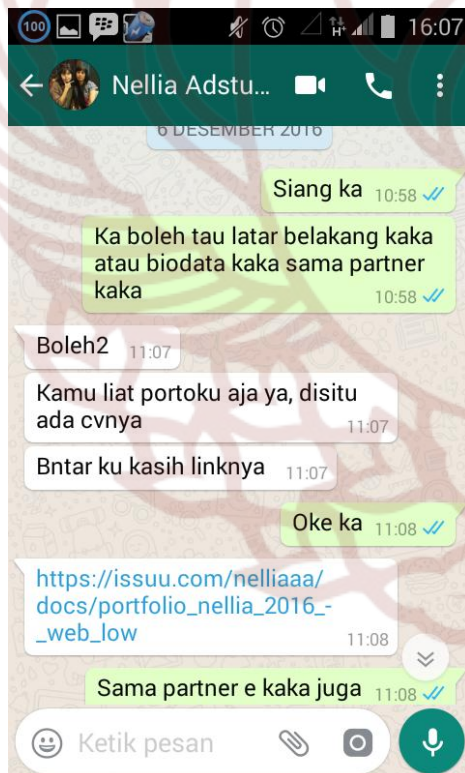 100
H
16:07
Nellia Adstu...
6 DESEMBER 2016
Siang ka 10:58
Ka boleh tau latar belakang kaka
atau biodata kaka sama partner
kaka 10:58
Boleh2 11:07
Kamu liat portoku aja ya, disitu
ada cvnya 11:07
Bntar ku kasih linknya 11:07
Oke ka 11:08
https://issuu.com/nelliaaa/
docs/portfolio_nellia_2016_-
_web_low 11:08
Sama partner e kaka juga 11:08
Ketik pesan